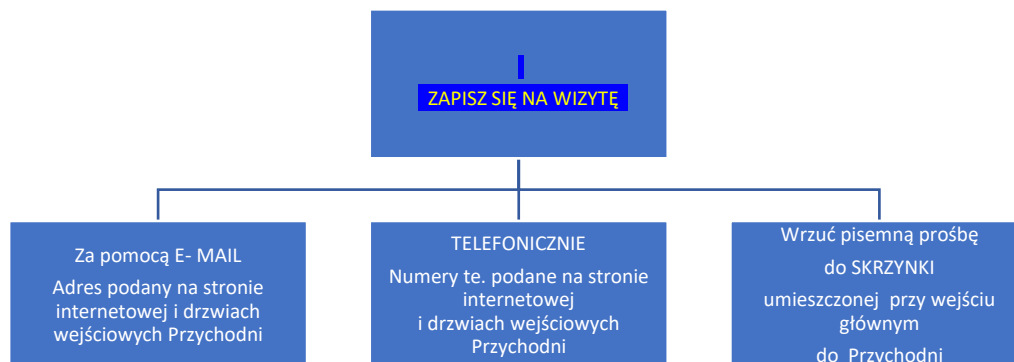 I
ZAPISZ SIĘ NA WIZYTĘ
Za pomocą E- MAIL
Adres podany na stronie
internetowej i drzwiach
wejściowych Przychodni
TELEFONICZNIE
Numery te. podane na stronie
internetowej
i drzwiach wejściowych
Przychodni
Wrzuć pisemną prośbę
do SKRZYNKI
umieszczonej przy wejściu
głównym
do Przychodni